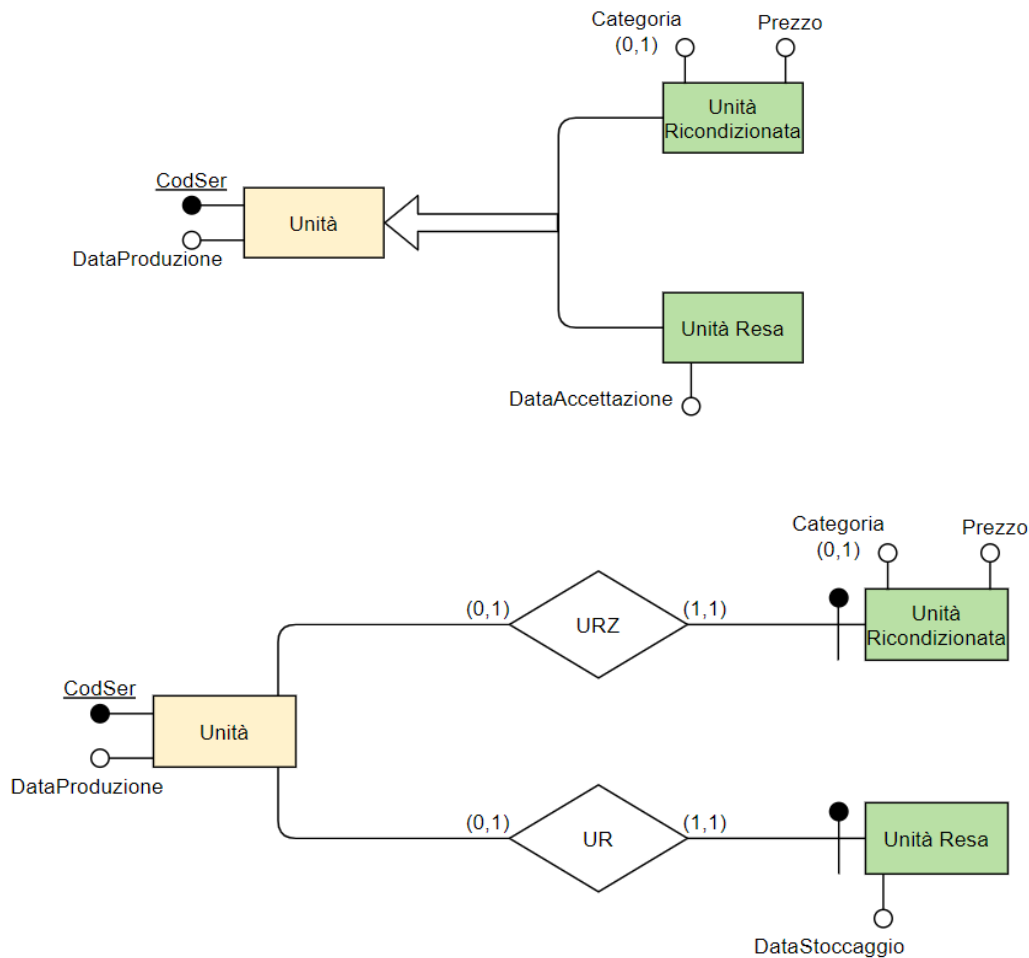 Categoria
(0,1)
Prezzo
Unità
Ricondizionata
CodSer
Unità
DataProduzione
Unità Resa
DataAccettazione
Categoria
(0,1)
Prezzo
(0,1)
URZ
(1,1)
Unità
Ricondizionata
CodSer
Unità
DataProduzione
(0,1)
UR
(1,1)
Unità Resa
DataStoccaggio